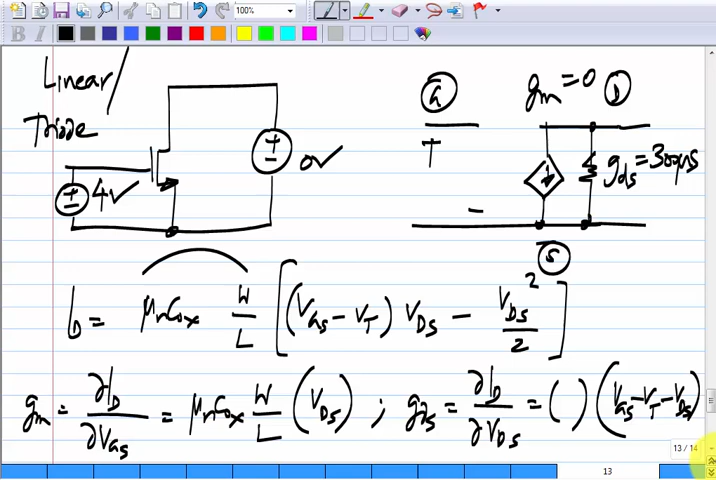 100%
B I
Linear/
Triode
4V
0V
G
gm = 0
D
+
-
gds = 300µs
S
ID = µnCox W/L [(VGS − VT) VDS − VDS²/2]
gm = ∂ID/∂VGS = µnCox W/L (VDS) ; gds = ∂ID/∂VDS = ( ) (VGS − VT − VDS)
13 / 14
13